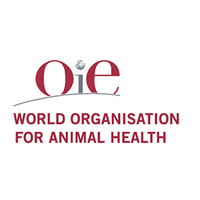 OiE
WORLD ORGANISATION
FOR ANIMAL HEALTH